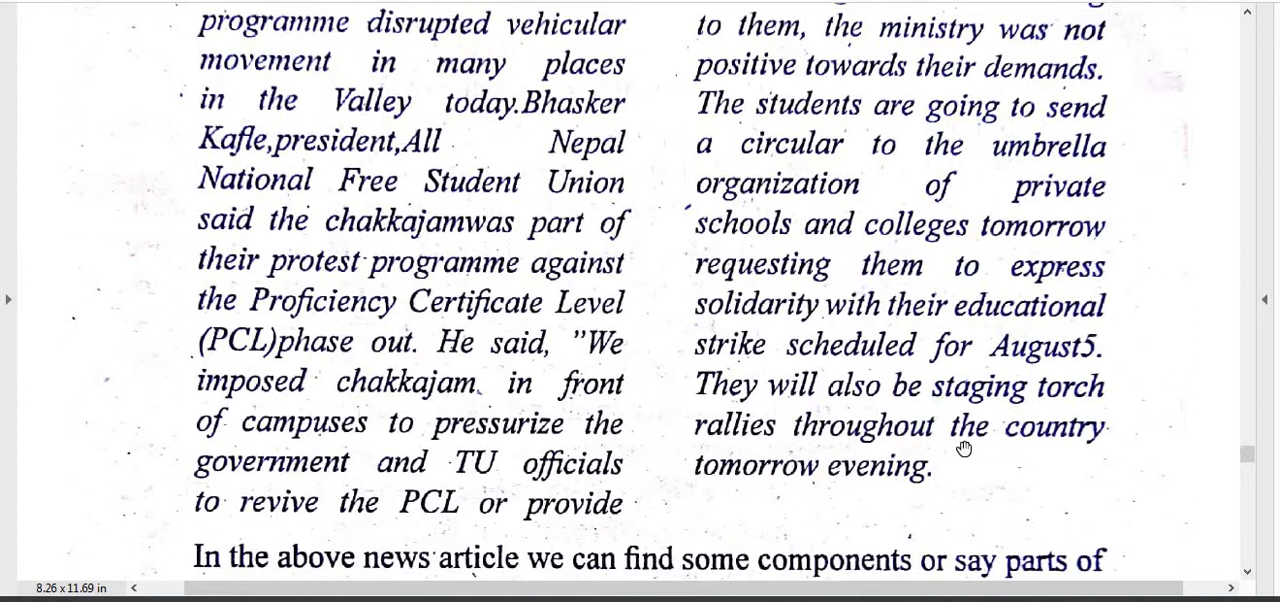 programme disrupted vehicular
movement in many places
in the Valley today.Bhasker
Kafle,president,All Nepal
National Free Student Union
said the chakkajamwas part of
their protest programme against
the Proficiency Certificate Level
(PCL)phase out. He said, "We
imposed chakkajam in front
of campuses to pressurize the
government and TU officials
to revive the PCL or provide
to them, the ministry was not
positive towards their demands.
The students are going to send
a circular to the umbrella
organization of private
schools and colleges tomorrow
requesting them to express
solidarity with their educational
strike scheduled for August5.
They will also be staging torch
rallies throughout the country
tomorrow evening.
In the above news article we can find some components or say parts of
8.26 x 11.69 in